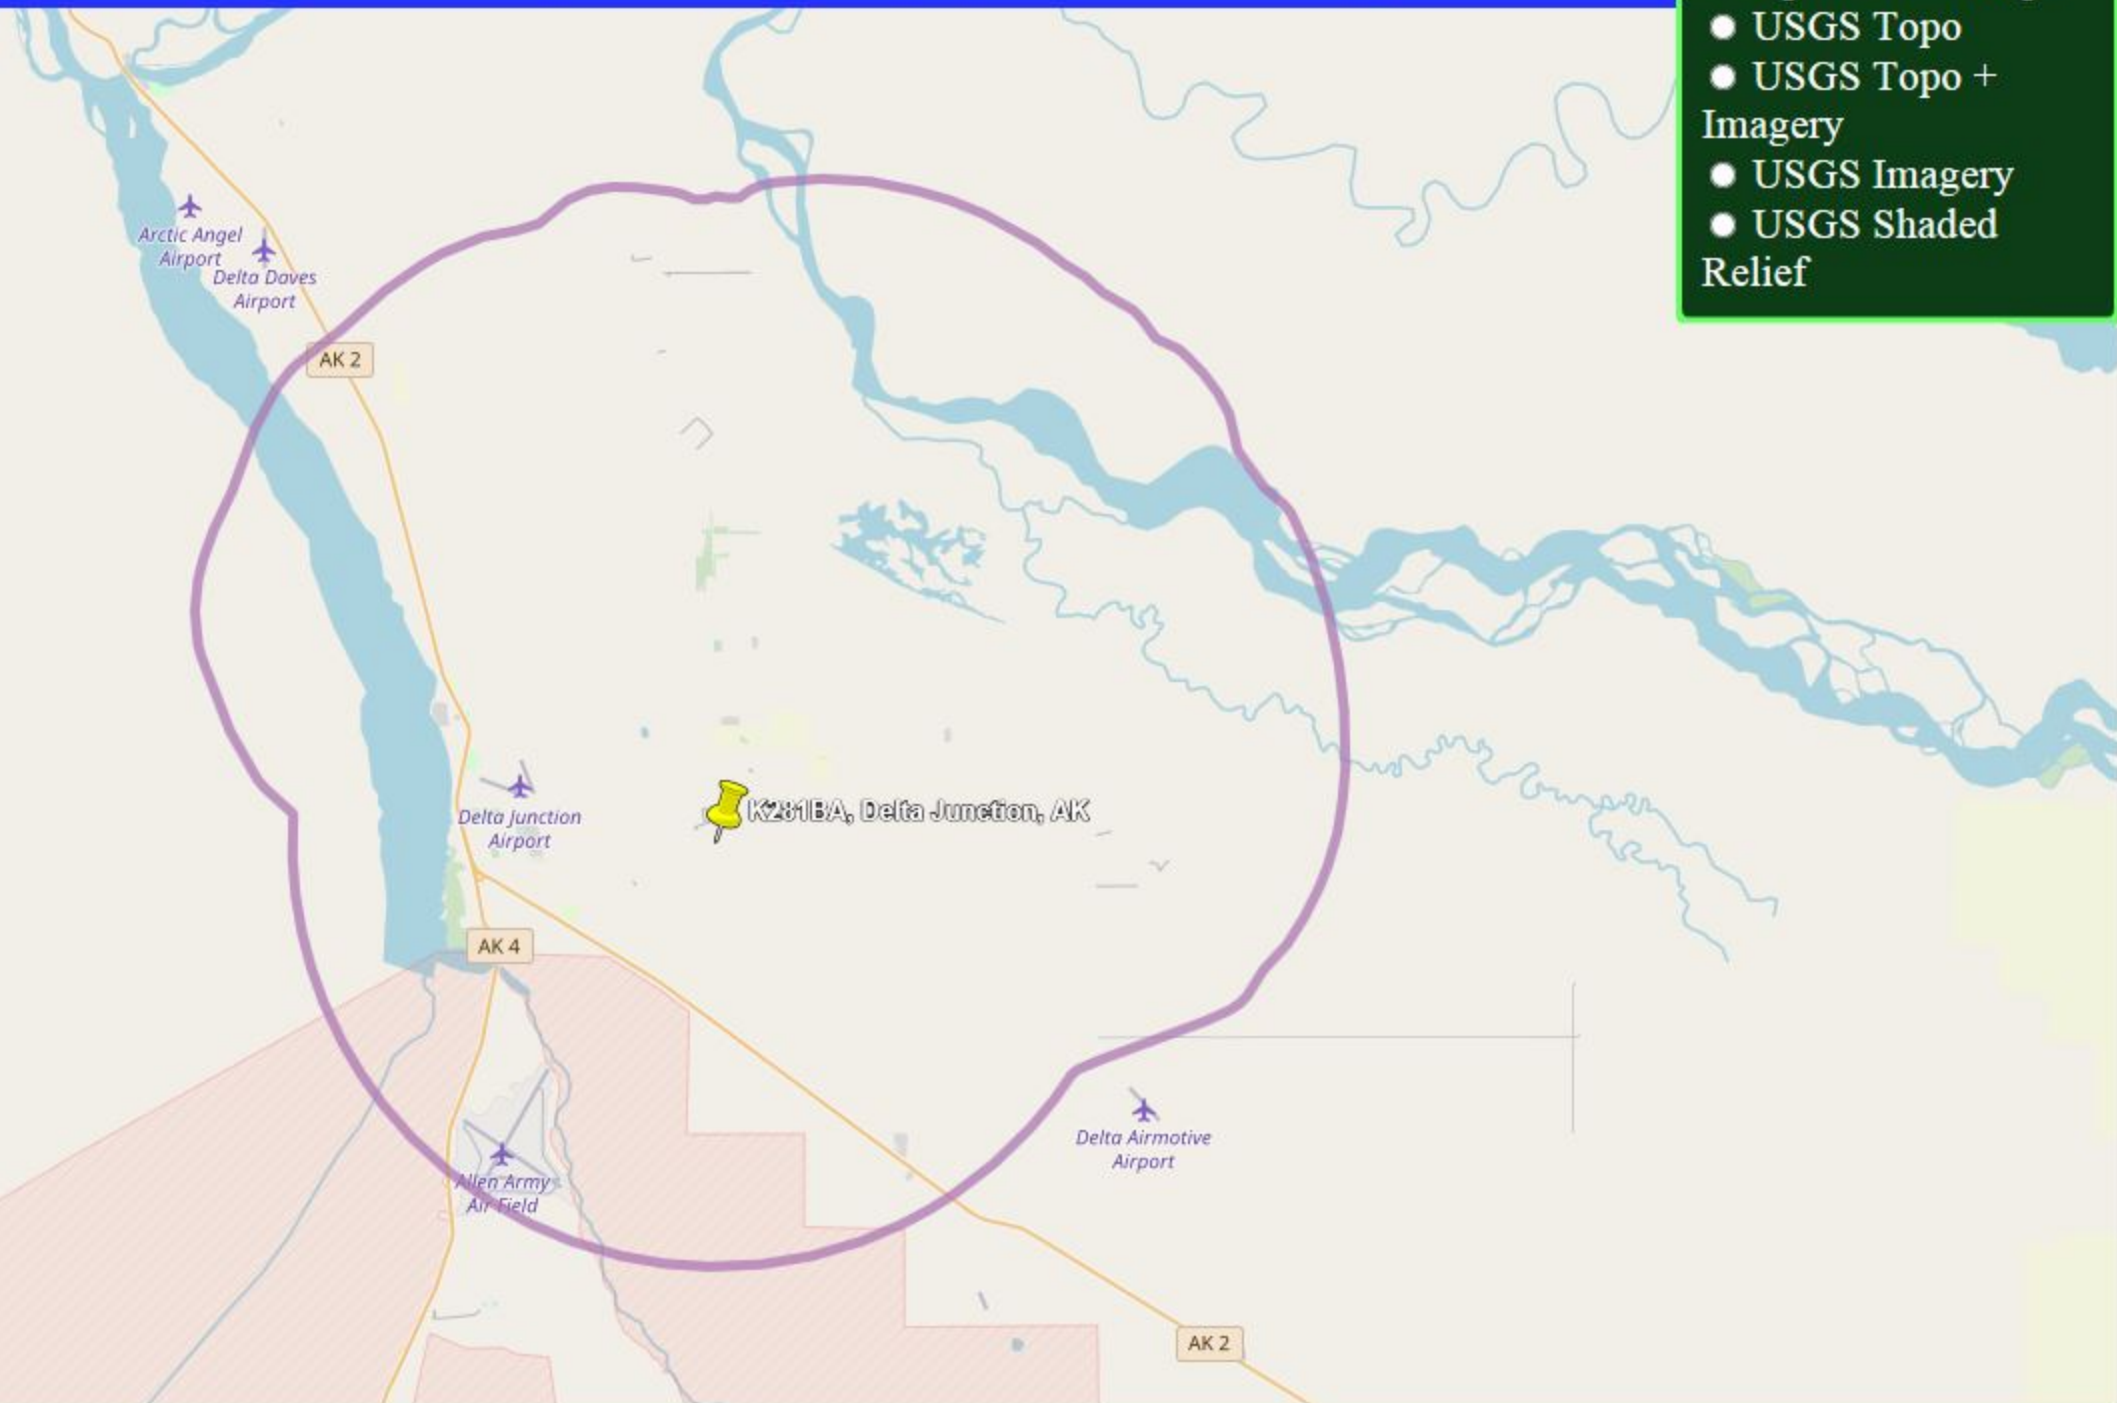 USGS Topo
USGS Topo +
Imagery
USGS Imagery
USGS Shaded
Relief
Arctic Angel
Airport
Delta Daves
Airport
AK 2
K281BA, Delta Junction, AK
Delta Junction
Airport
AK 4
Delta Airmotive
Airport
Allen Army
Air Field
AK 2